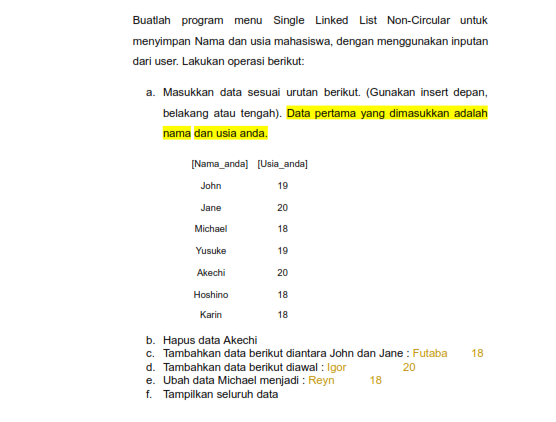 Buatlah program menu Single Linked List Non-Circular untuk
menyimpan Nama dan usia mahasiswa, dengan menggunakan inputan
dari user. Lakukan operasi berikut:
a. Masukkan data sesuai urutan berikut. (Gunakan insert depan,
belakang atau tengah). Data pertama yang dimasukkan adalah
nama dan usia anda.
[Nama_anda] [Usia_anda]
John 19
Jane 20
Michael 18
Yusuke 19
Akechi 20
Hoshino 18
Karin 18
b. Hapus data Akechi
c. Tambahkan data berikut diantara John dan Jane : Futaba 18
d. Tambahkan data berikut diawal : Igor 20
e. Ubah data Michael menjadi : Reyn 18
f. Tampilkan seluruh data